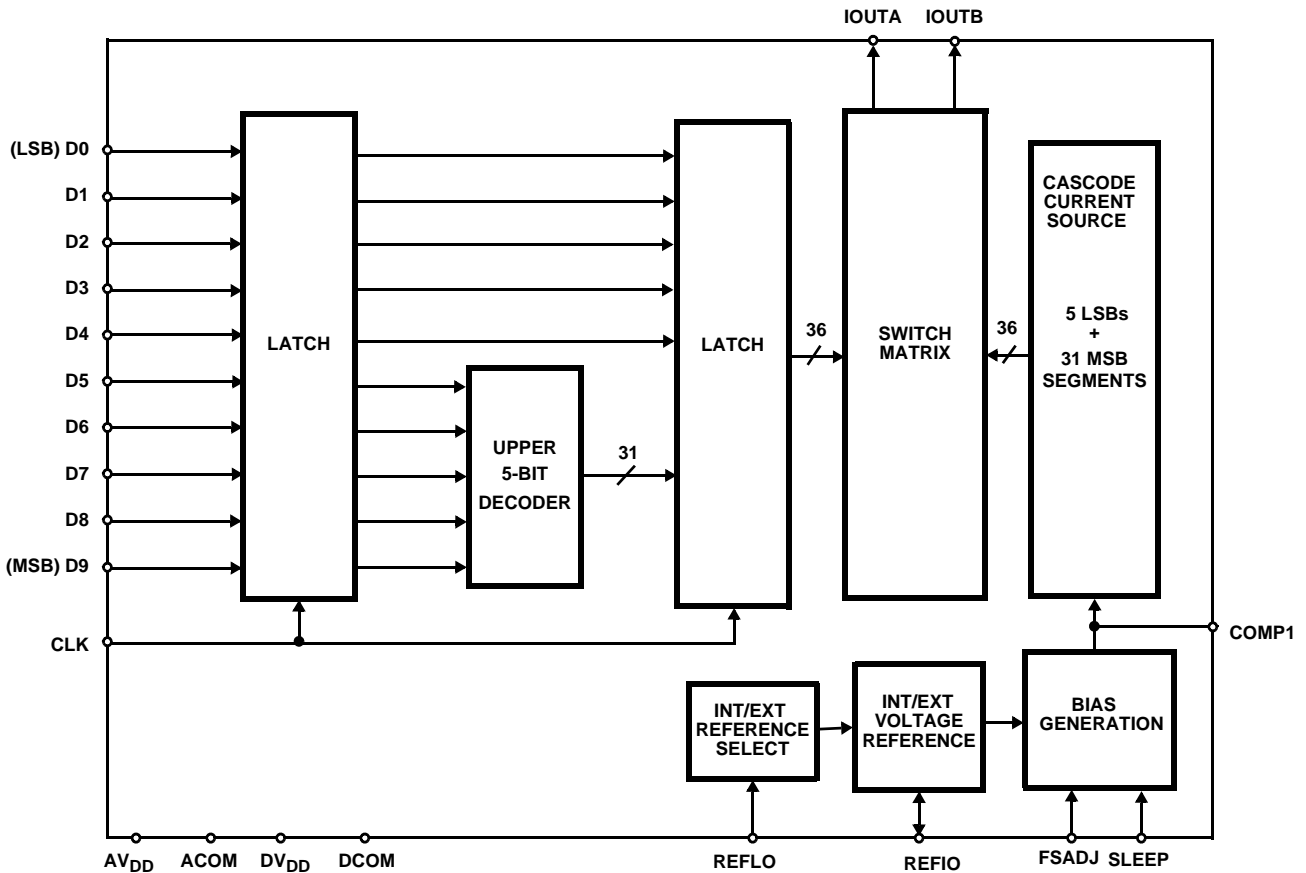 IOUTA IOUTB
(LSB) D0
D1
D2
D3
D4
D5
D6
D7
D8
(MSB) D9
CLK
LATCH
UPPER
5-BIT
DECODER
31
LATCH
36
SWITCH
MATRIX
36
CASCODE
CURRENT
SOURCE
5 LSBs
+
31 MSB
SEGMENTS
COMP1
INT/EXT
REFERENCE
SELECT
INT/EXT
VOLTAGE
REFERENCE
BIAS
GENERATION
AVDD ACOM DVDD DCOM REFLO REFIO FSADJ SLEEP